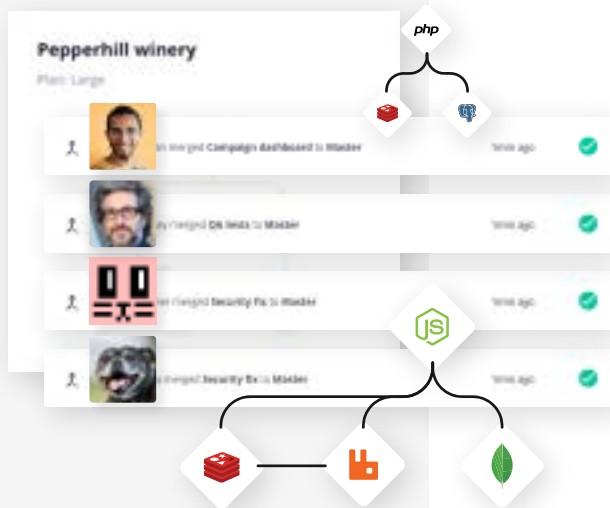 Pepperhill winery
php
Plan: Large
merged Campaign dashboard to Master
1min ago
merged QA tests to Master
1min ago
merged Security fix to Master
1min ago
JS
merged Security fix to Master
1min ago